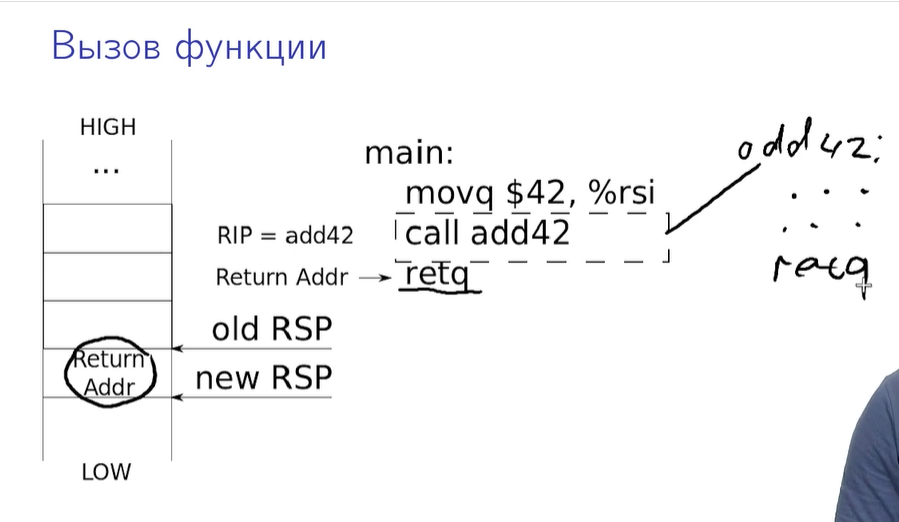 Вызов функции
HIGH
...
main:
movq $42, %rsi
RIP = add42
call add42
Return Addr
retq
old RSP
Return
Addr
new RSP
LOW
add42:
. . .
. . .
retq